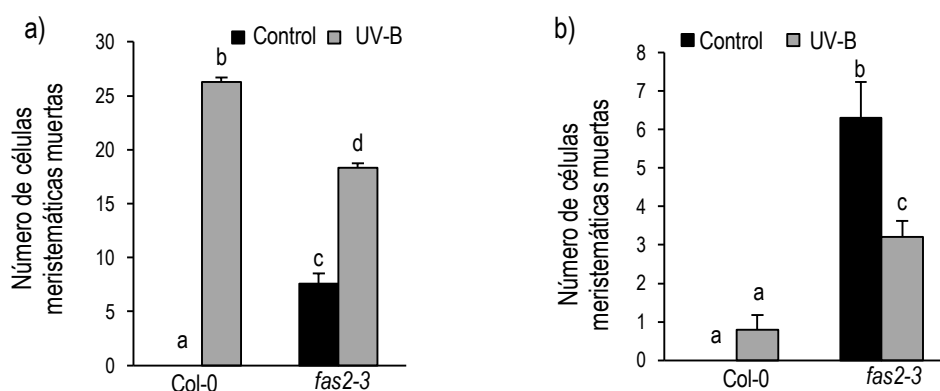 a)
Control UV-B
Número de células
meristemáticas muertas
30
25
20
15
10
5
0
a
b
c
d
Col-0 fas2-3
b)
Control UV-B
Número de células
meristemáticas muertas
8
7
6
5
4
3
2
1
0
a
a
b
c
Col-0 fas2-3